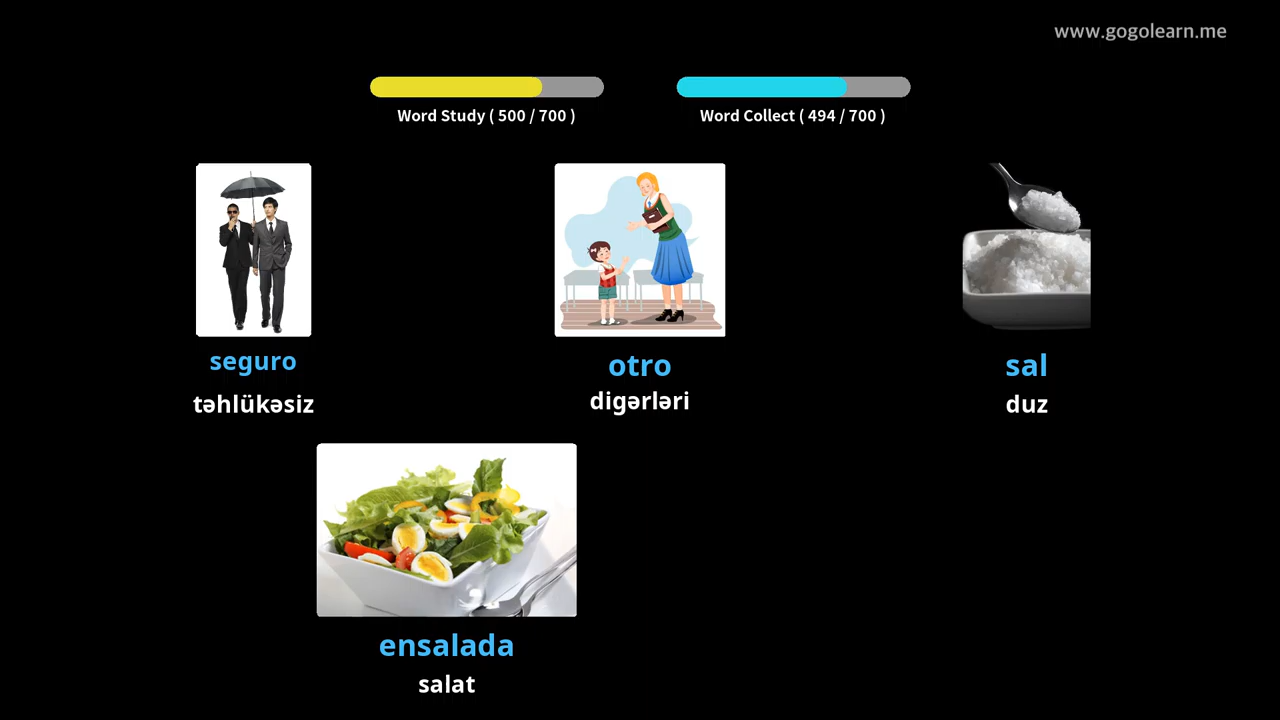 www.gogolearn.me
Word Study ( 500 / 700 )
Word Collect ( 494 / 700 )
seguro
təhlükəsiz
otro
digərləri
sal
duz
ensalada
salat